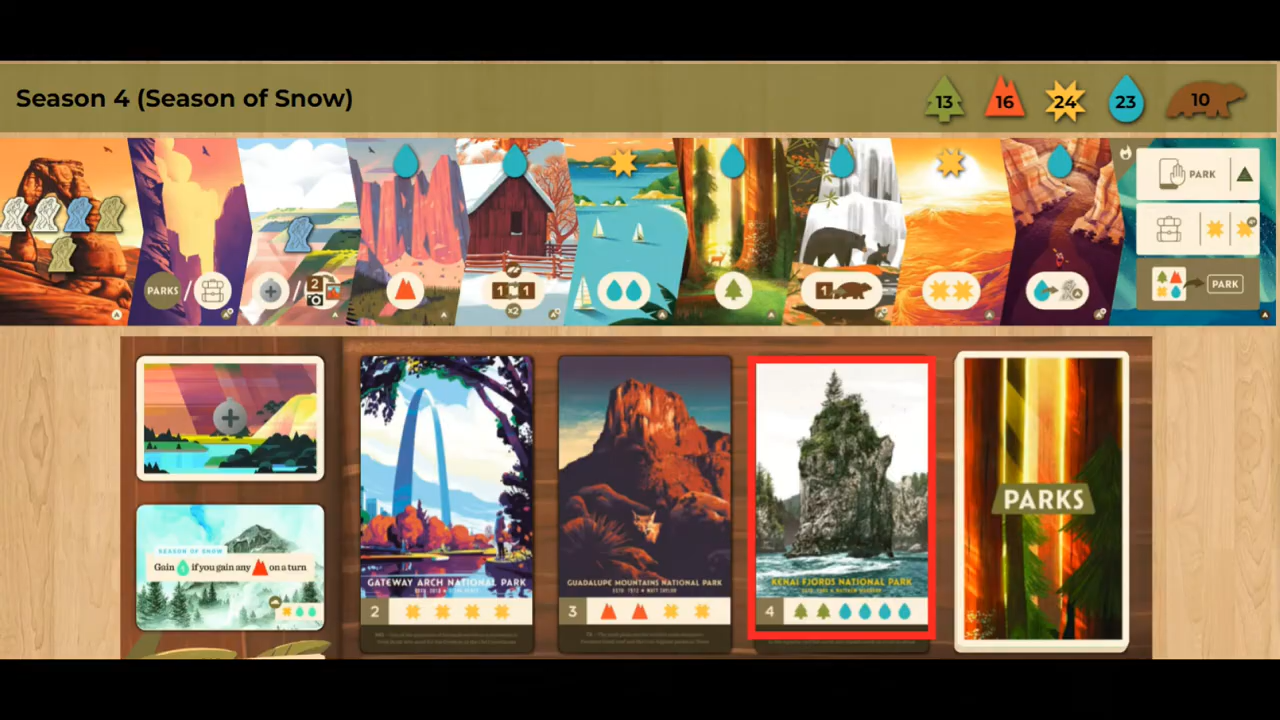 Season 4 (Season of Snow)
13
16
24
23
10
PARKS /
/ 2
1 1
x2
1
PARK
PARK
SEASON OF SNOW
Gain if you gain any on a turn
PARKS
GATEWAY ARCH NATIONAL PARK
GUADALUPE MOUNTAINS NATIONAL PARK
KENAI FJORDS NATIONAL PARK
2
3
4